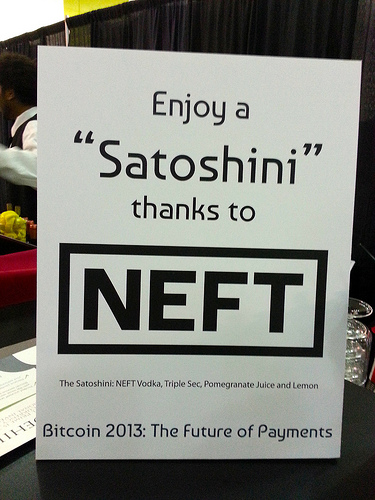 Enjoy a
“Satoshini”
thanks to
NEFT
The Satoshini: NEFT Vodka, Triple Sec, Pomegranate Juice and Lemon
Bitcoin 2013: The Future of Payments